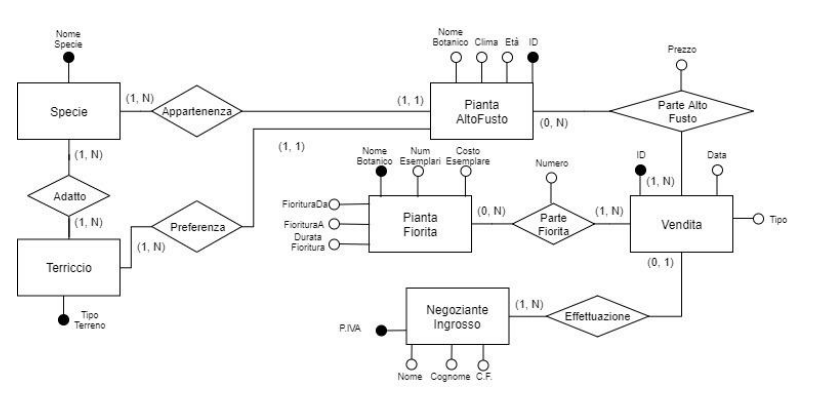 Nome
Specie
Nome
Botanico
Clima
Età
ID
Prezzo
Specie
(1, N)
Appartenenza
(1, 1)
Pianta
AltoFusto
(0, N)
Parte Alto
Fusto
(1, N)
(1, 1)
Nome
Botanico
Num
Esemplari
Costo
Esemplare
Numero
ID
Data
(1, N)
Adatto
FiorituraDa
FiorituraA
Durata
Fioritura
Pianta
Fiorita
(0, N)
Parte
Fiorita
(1, N)
Vendita
Tipo
(1, N)
Preferenza
(1, N)
Terriccio
(0, 1)
Tipo
Terreno
P.IVA
Negoziante
Ingrosso
(1, N)
Effettuazione
Nome
Cognome
C.F.